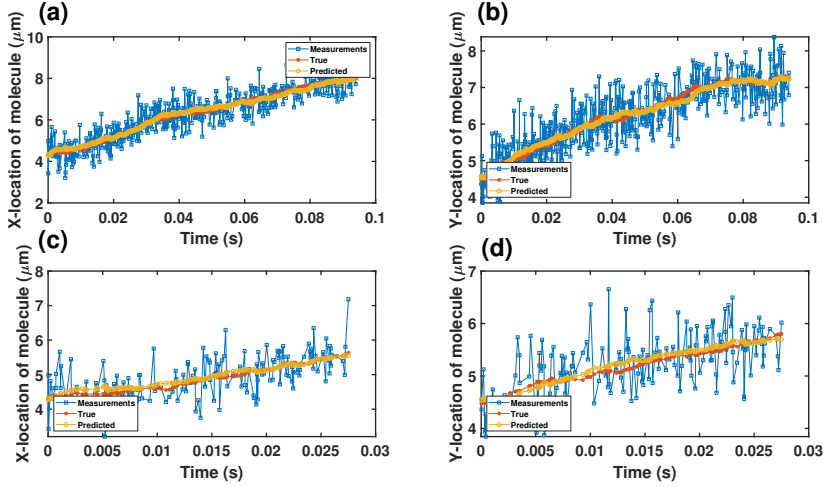 (a)
X-location of molecule (μm)
10
8
6
4
2
Measurements
True
Predicted
0
0.02
0.04
0.06
0.08
0.1
Time (s)
(b)
Y-location of molecule (μm)
8
7
6
5
4
Measurements
True
Predicted
0
0.02
0.04
0.06
0.08
0.1
Time (s)
(c)
X-location of molecule (μm)
8
7
6
5
4
Measurements
True
Predicted
0
0.005
0.01
0.015
0.02
0.025
0.03
Time (s)
(d)
Y-location of molecule (μm)
7
6
5
4
Measurements
True
Predicted
0
0.005
0.01
0.015
0.02
0.025
0.03
Time (s)